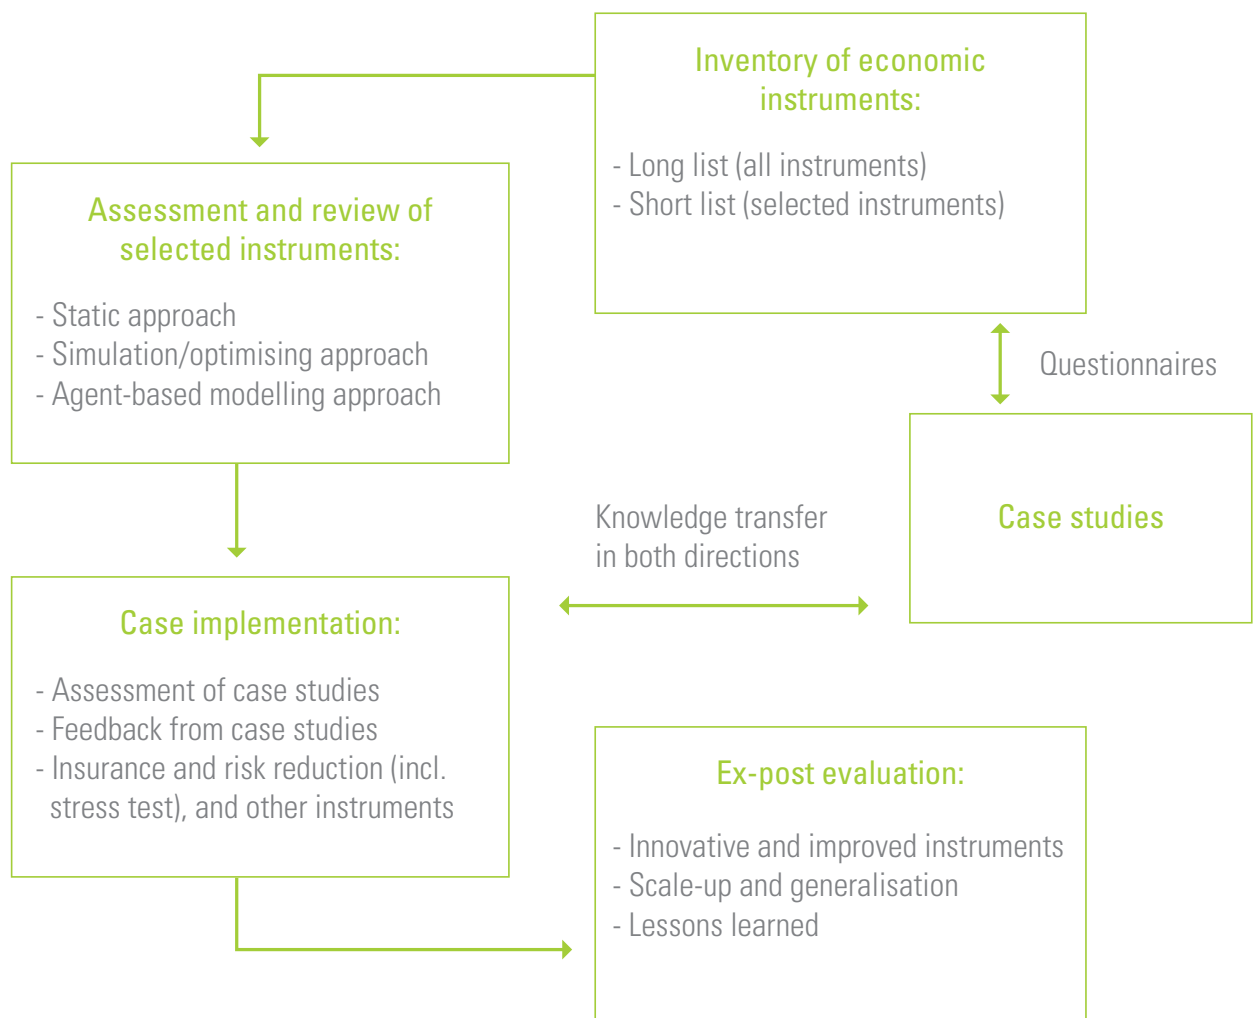 Inventory of economic
instruments:
- Long list (all instruments)
- Short list (selected instruments)
Assessment and review of
selected instruments:
- Static approach
- Simulation/optimising approach
- Agent-based modelling approach
Questionnaires
Case studies
Knowledge transfer
in both directions
Case implementation:
- Assessment of case studies
- Feedback from case studies
- Insurance and risk reduction (incl.
stress test), and other instruments
Ex-post evaluation:
- Innovative and improved instruments
- Scale-up and generalisation
- Lessons learned